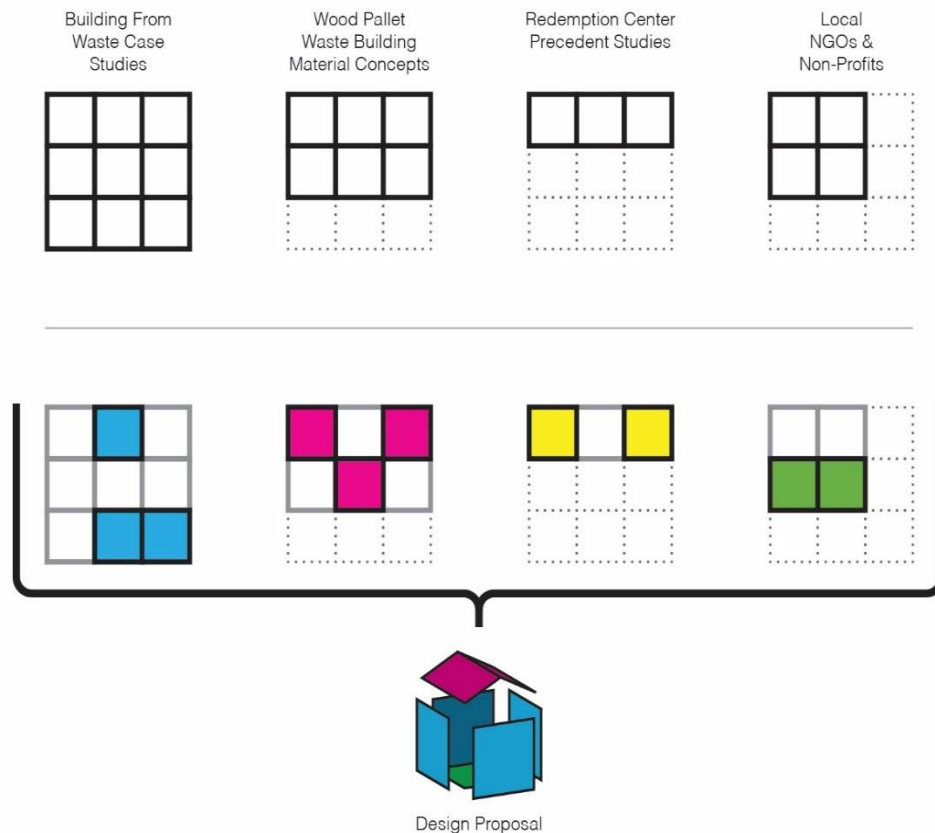 Building From
Waste Case
Studies
Wood Pallet
Waste Building
Material Concepts
Redemption Center
Precedent Studies
Local
NGOs &
Non-Profits
Design Proposal